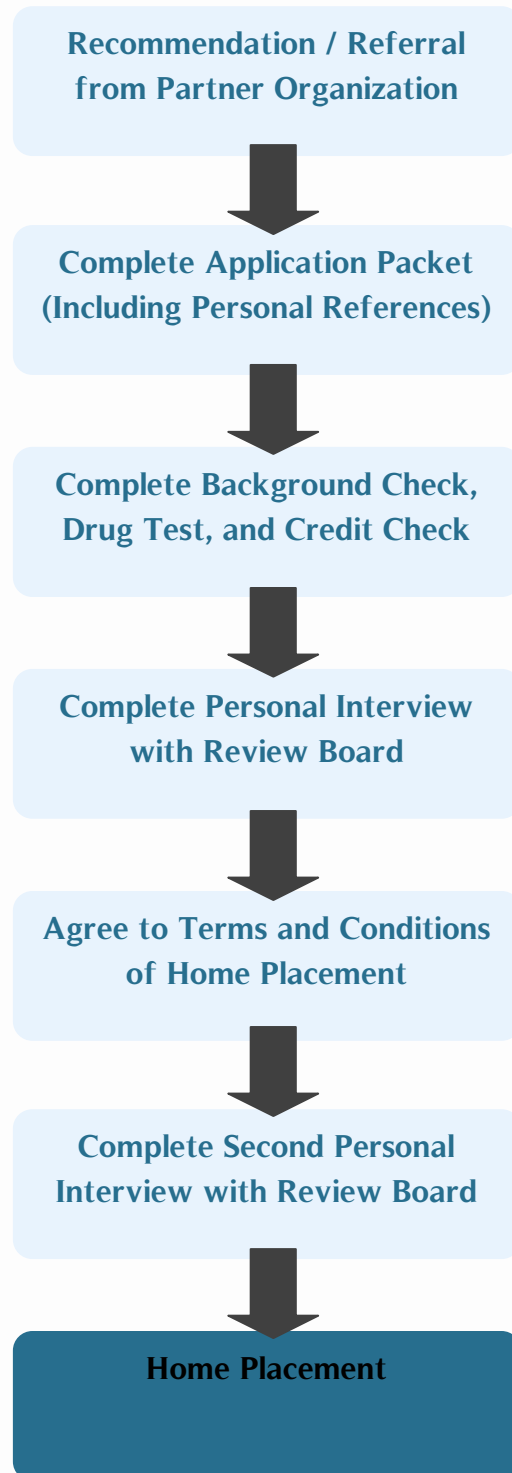 Recommendation / Referral
from Partner Organization
Complete Application Packet
(Including Personal References)
Complete Background Check,
Drug Test, and Credit Check
Complete Personal Interview
with Review Board
Agree to Terms and Conditions
of Home Placement
Complete Second Personal
Interview with Review Board
Home Placement